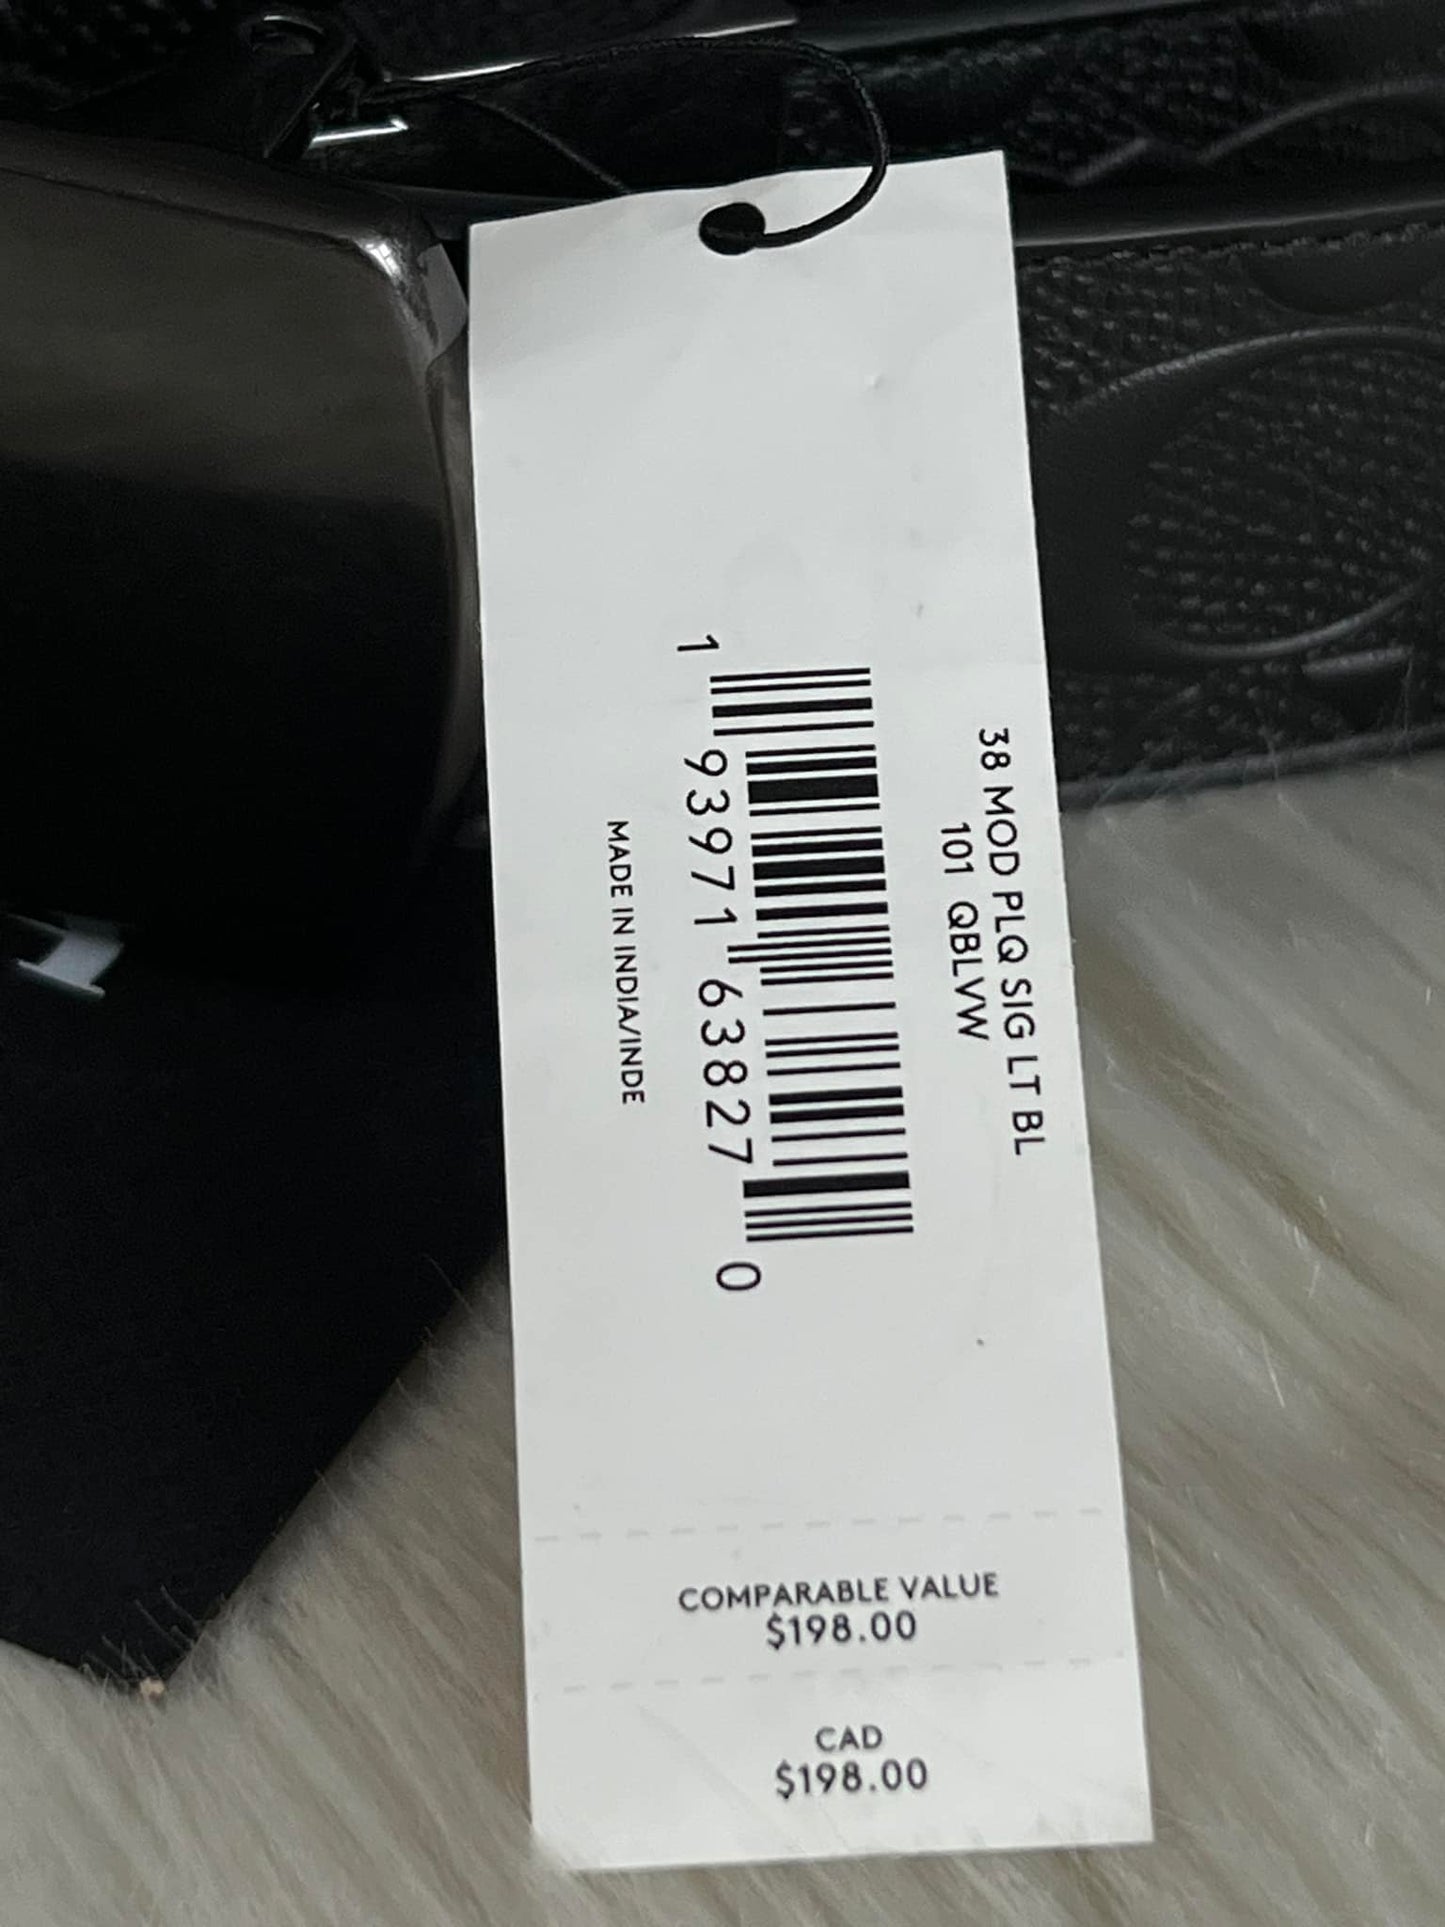 38 MOD PLQ SIG LT BL
101 QBLVW
1 93971 63827 0
MADE IN INDIA/INDE
COMPARABLE VALUE
$198.00
CAD
$198.00